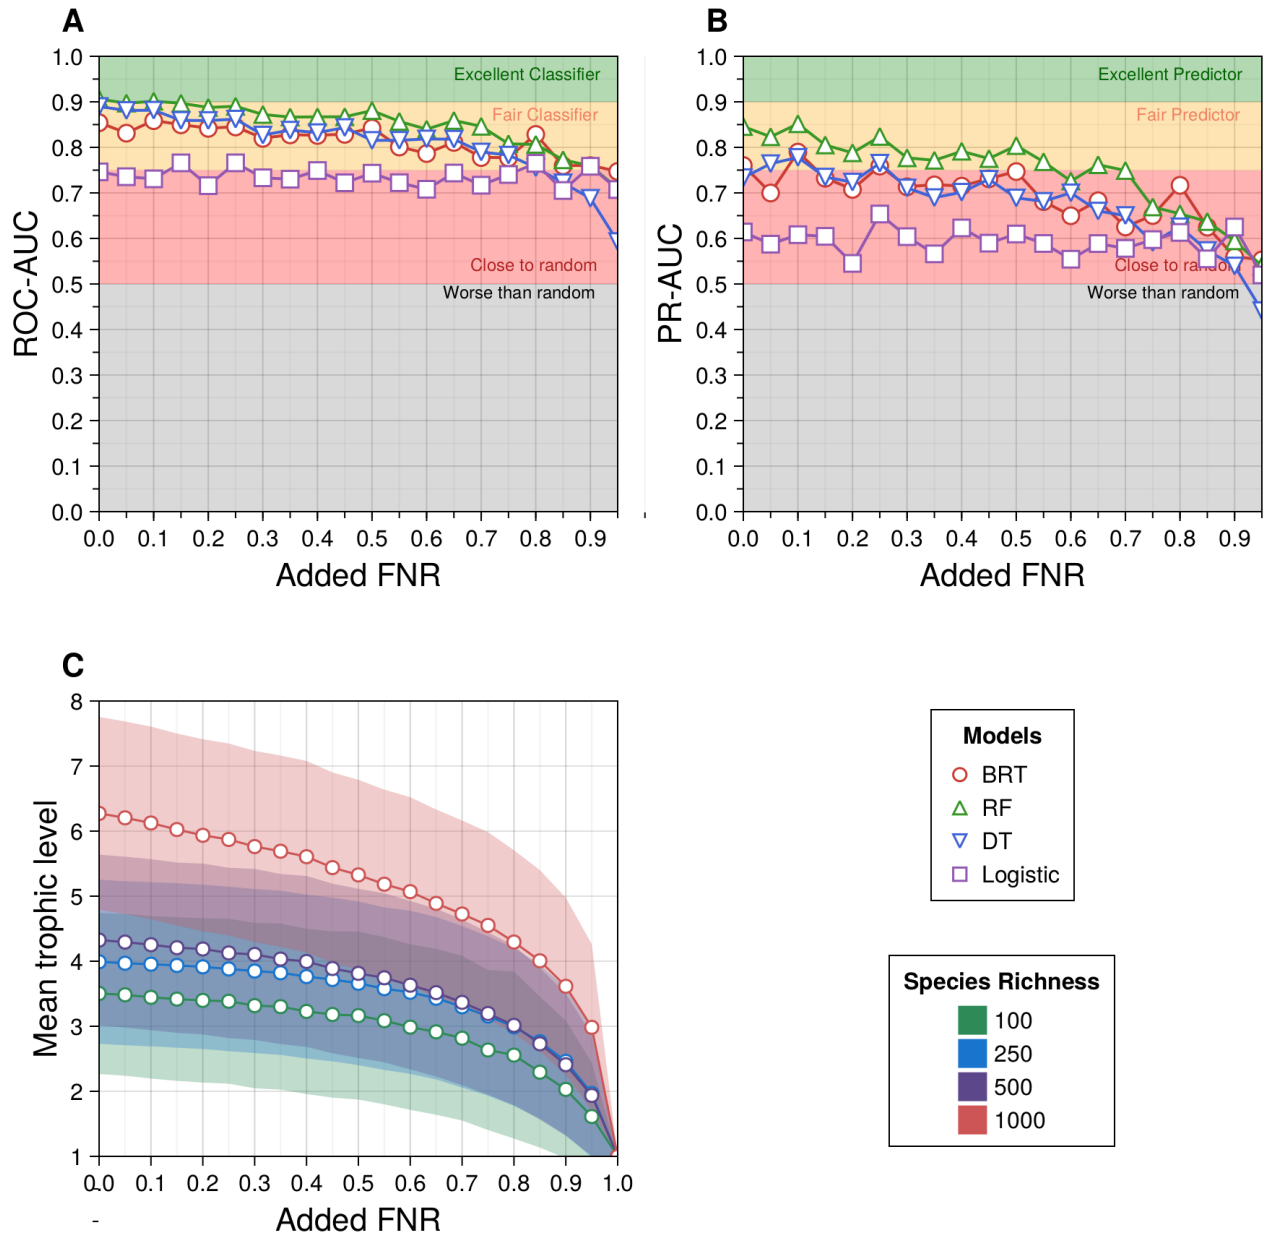 A
B
1.0
0.9
0.8
0.7
0.6
0.5
0.4
0.3
0.2
0.1
0.0
ROC-AUC
Excellent Classifier
Fair Classifier
Close to random
Worse than random
0.0 0.1 0.2 0.3 0.4 0.5 0.6 0.7 0.8 0.9
Added FNR
1.0
0.9
0.8
0.7
0.6
0.5
0.4
0.3
0.2
0.1
0.0
PR-AUC
Excellent Predictor
Fair Predictor
Close to random
Worse than random
0.0 0.1 0.2 0.3 0.4 0.5 0.6 0.7 0.8 0.9
Added FNR
C
8
7
6
5
4
3
2
1
Mean trophic level
0.0 0.1 0.2 0.3 0.4 0.5 0.6 0.7 0.8 0.9 1.0
Added FNR
Models
BRT
RF
DT
Logistic
Species Richness
100
250
500
1000